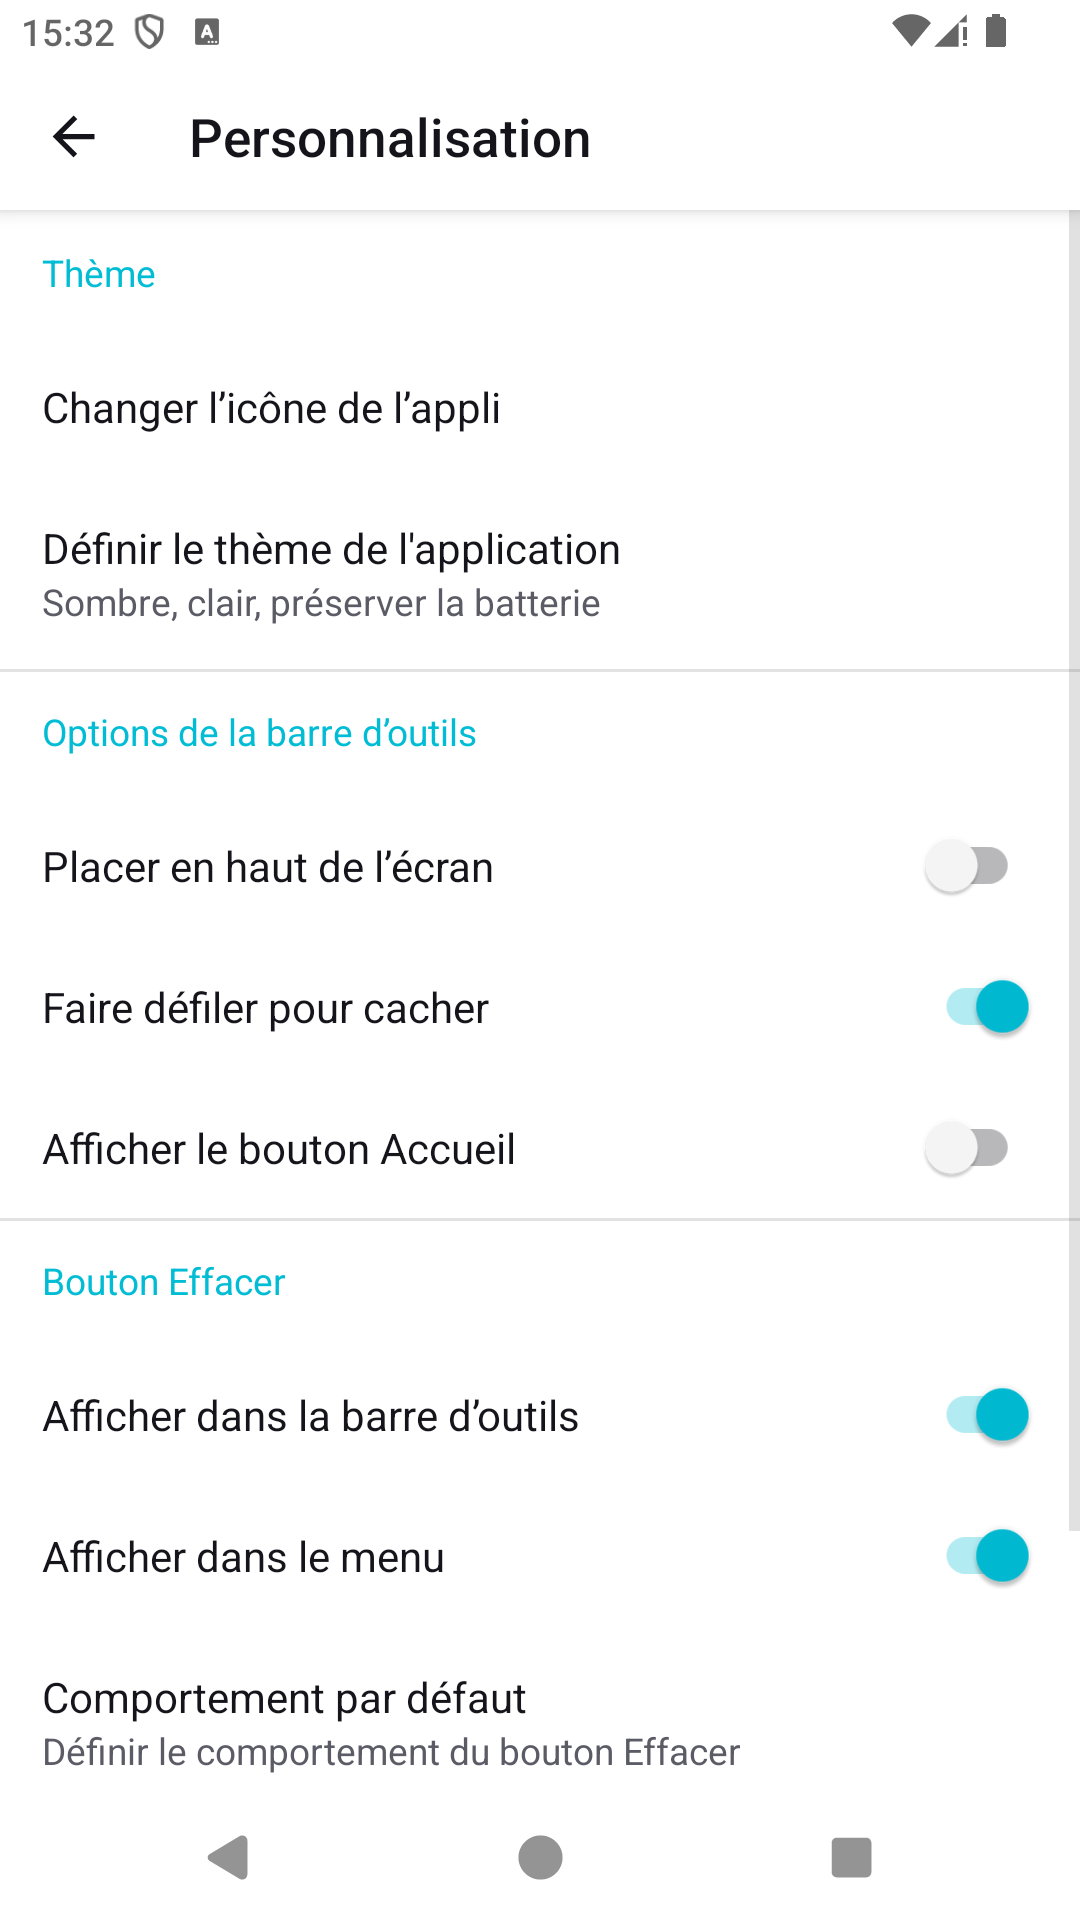 15:32
Personnalisation
Thème
Changer l’icône de l’appli
Définir le thème de l'application
Sombre, clair, préserver la batterie
Options de la barre d’outils
Placer en haut de l’écran
Faire défiler pour cacher
Afficher le bouton Accueil
Bouton Effacer
Afficher dans la barre d’outils
Afficher dans le menu
Comportement par défaut
Définir le comportement du bouton Effacer